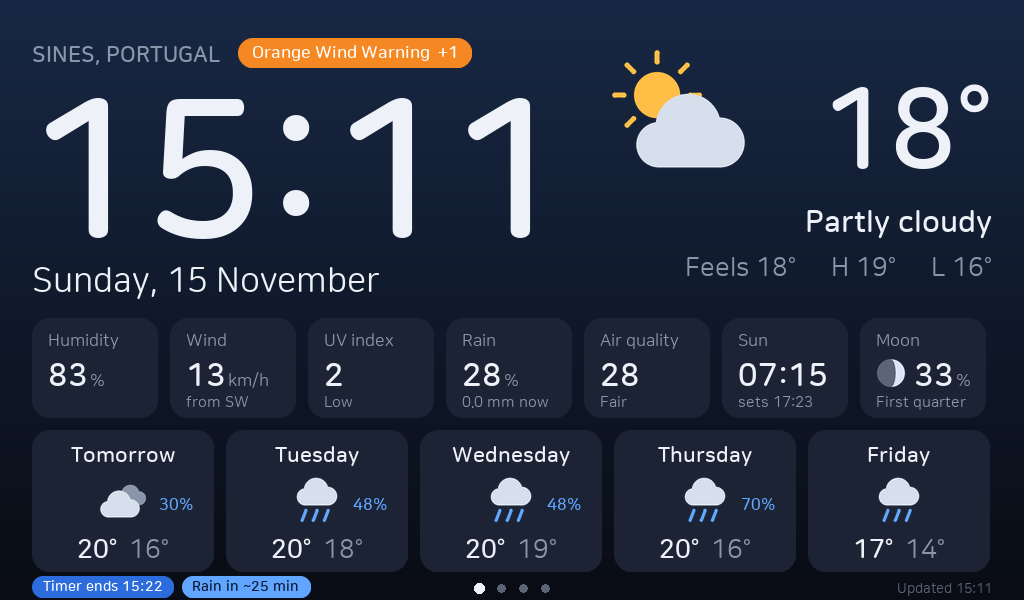 SINES, PORTUGAL
Orange Wind Warning +1
15:11
18°
Partly cloudy
Feels 18° H 19° L 16°
Sunday, 15 November
Humidity
83%
Wind
13 km/h
from SW
UV index
2
Low
Rain
28%
0.0 mm now
Air quality
28
Fair
Sun
07:15
sets 17:23
Moon
33%
First quarter
Tomorrow
30%
20° 16°
Tuesday
48%
20° 18°
Wednesday
48%
20° 19°
Thursday
70%
20° 16°
Friday
17° 14°
Timer ends 15:22
Rain in ~25 min
Updated 15:11